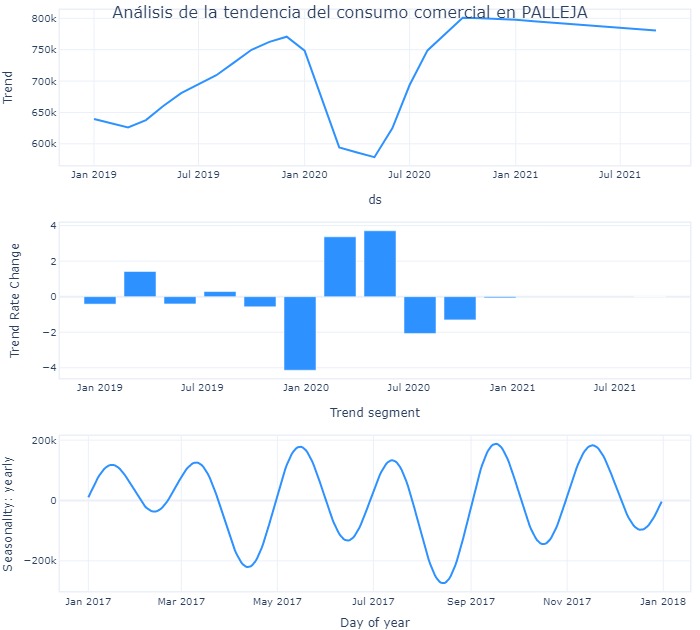 Análisis de la tendencia del consumo comercial en PALLEJA
800k
750k
700k
650k
600k
Trend
Jan 2019 Jul 2019 Jan 2020 Jul 2020 Jan 2021 Jul 2021
ds
4
2
0
−2
−4
Trend Rate Change
Jan 2019 Jul 2019 Jan 2020 Jul 2020 Jan 2021 Jul 2021
Trend segment
200k
0
−200k
Seasonality: yearly
Jan 2017 Mar 2017 May 2017 Jul 2017 Sep 2017 Nov 2017 Jan 2018
Day of year